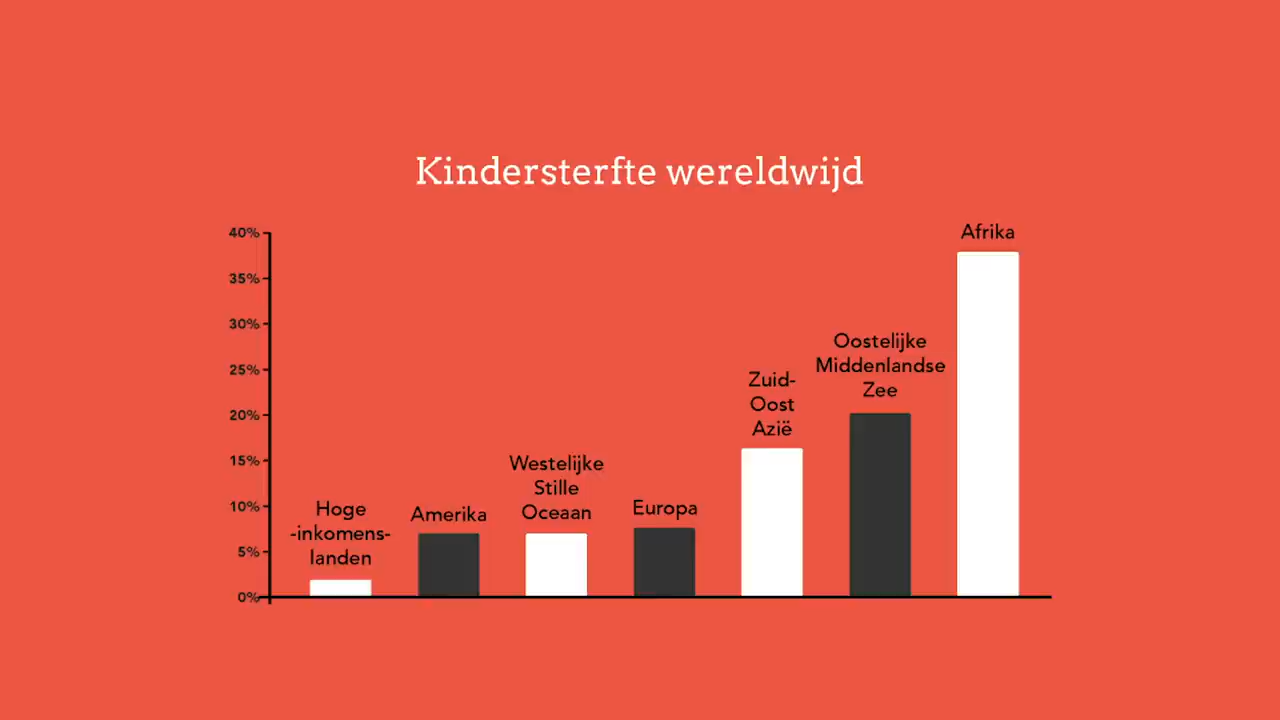 Kindersterfte wereldwijd
40%
35%
30%
25%
20%
15%
10%
5%
0%
Hoge
-inkomens-
landen
Amerika
Westelijke
Stille
Oceaan
Europa
Zuid-
Oost
Azië
Oostelijke
Middenlandse
Zee
Afrika